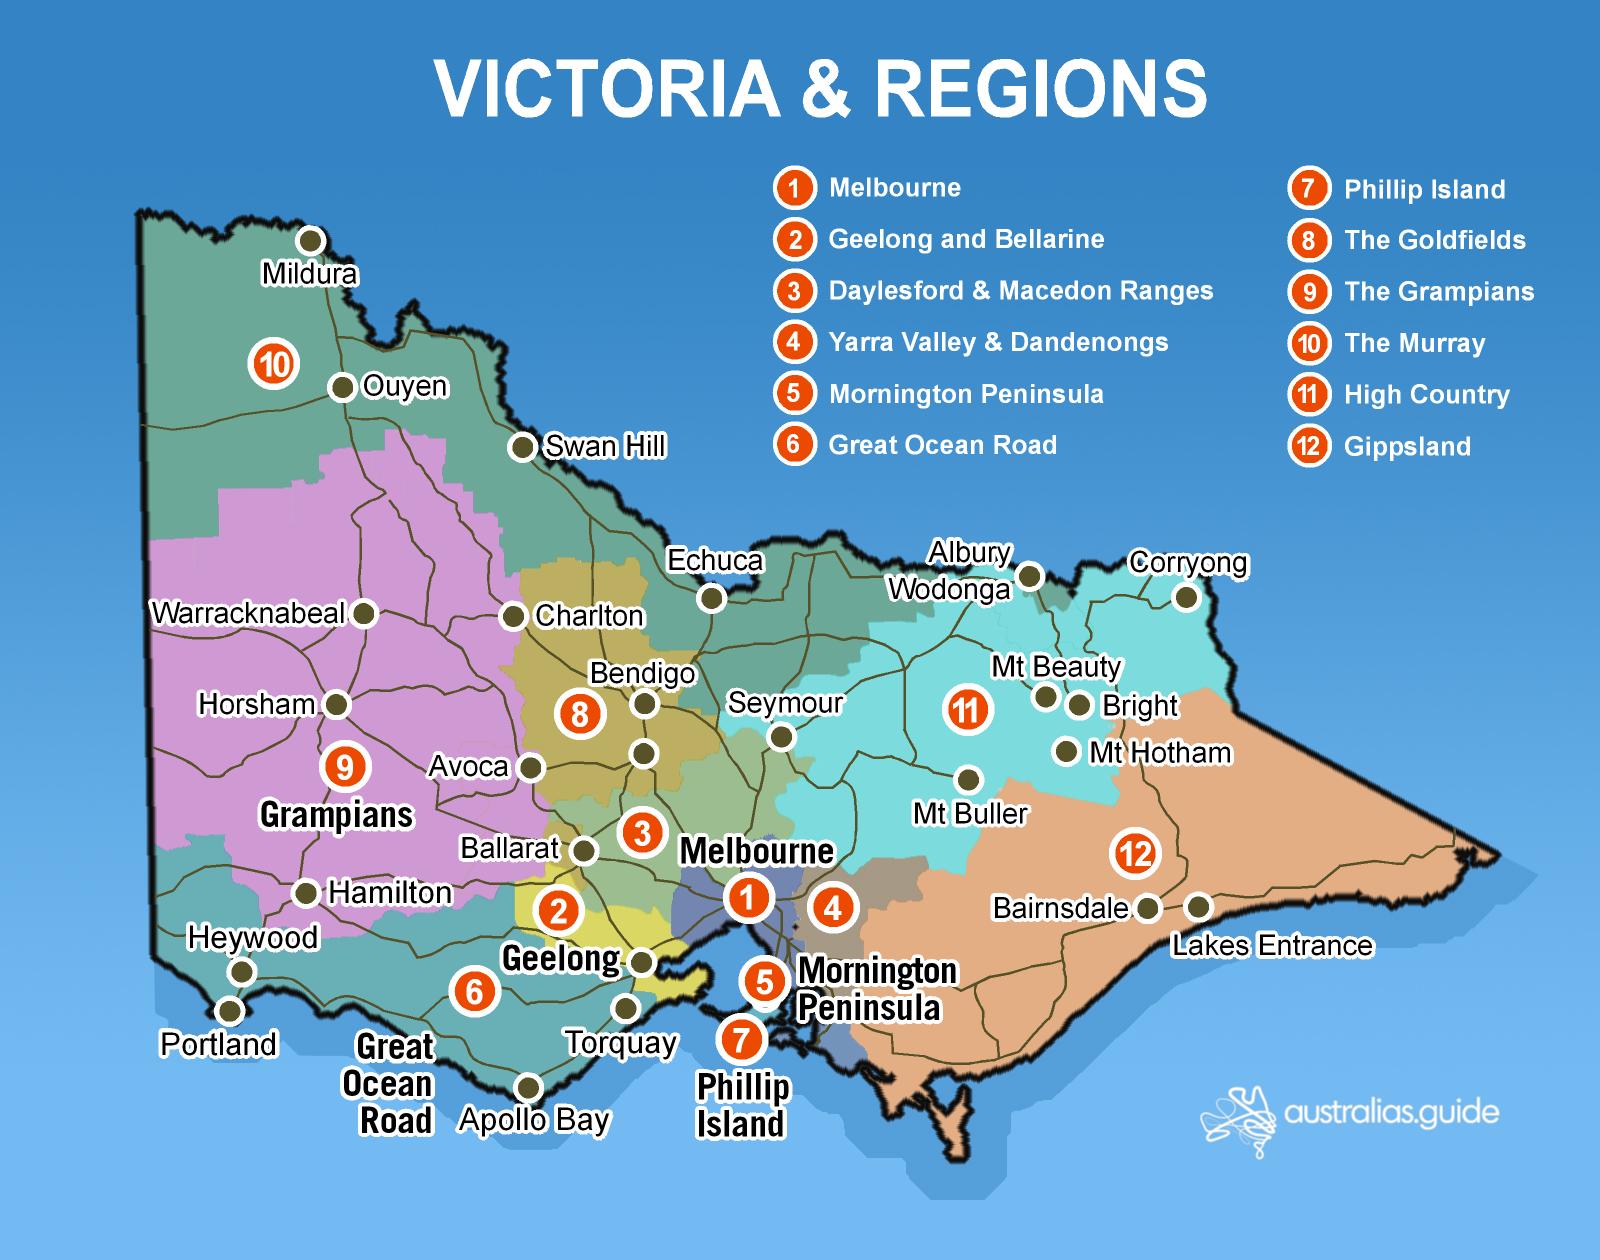 VICTORIA & REGIONS
1 Melbourne
2 Geelong and Bellarine
3 Daylesford & Macedon Ranges
4 Yarra Valley & Dandenongs
5 Mornington Peninsula
6 Great Ocean Road
7 Phillip Island
8 The Goldfields
9 The Grampians
10 The Murray
11 High Country
12 Gippsland
Mildura
10
Ouyen
Swan Hill
Echuca
Albury
Wodonga
Corryong
Warracknabeal
Charlton
Bendigo
Mt Beauty
Horsham
8
Seymour
11
Bright
Mt Hotham
9
Avoca
Grampians
Mt Buller
3
Ballarat
Melbourne
12
Hamilton
2
1
4
Bairnsdale
Heywood
Geelong
Lakes Entrance
6
5
Mornington
Peninsula
Portland
Torquay
7
Great
Ocean
Road
Apollo Bay
Phillip
Island
australias.guide